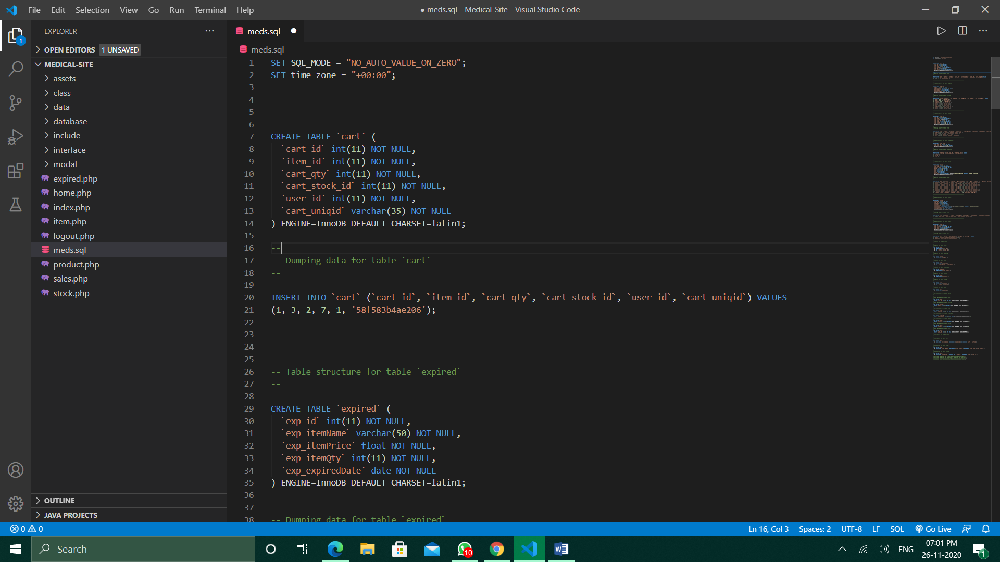 File Edit Selection View Go Run Terminal Help
● meds.sql - Medical-Site - Visual Studio Code
EXPLORER
1
OPEN EDITORS 1 UNSAVED
MEDICAL-SITE
assets
class
data
database
include
interface
modal
expired.php
home.php
index.php
item.php
logout.php
meds.sql
product.php
sales.php
stock.php
OUTLINE
JAVA PROJECTS
meds.sql
meds.sql
1 SET SQL_MODE = "NO_AUTO_VALUE_ON_ZERO";
2 SET time_zone = "+00:00";
3
4
5
6
7 CREATE TABLE `cart` (
8 `cart_id` int(11) NOT NULL,
9 `item_id` int(11) NOT NULL,
10 `cart_qty` int(11) NOT NULL,
11 `cart_stock_id` int(11) NOT NULL,
12 `user_id` int(11) NOT NULL,
13 `cart_uniqid` varchar(35) NOT NULL
14 ) ENGINE=InnoDB DEFAULT CHARSET=latin1;
15
16 --
17 -- Dumping data for table `cart`
18 --
19
20 INSERT INTO `cart` (`cart_id`, `item_id`, `cart_qty`, `cart_stock_id`, `user_id`, `cart_uniqid`) VALUES
21 (1, 3, 2, 7, 1, '58f583b4ae206');
22
23 -- --------------------------------------------------------
24
25 --
26 -- Table structure for table `expired`
27 --
28
29 CREATE TABLE `expired` (
30 `exp_id` int(11) NOT NULL,
31 `exp_itemName` varchar(50) NOT NULL,
32 `exp_itemPrice` float NOT NULL,
33 `exp_itemQty` int(11) NOT NULL,
34 `exp_expiredDate` date NOT NULL
35 ) ENGINE=InnoDB DEFAULT CHARSET=latin1;
36
37 --
38 -- Dumping data for table `expired`
0 0
Ln 16, Col 3 Spaces: 2 UTF-8 LF SQL Go Live
Search
10
ENG
07:01 PM
26-11-2020
1